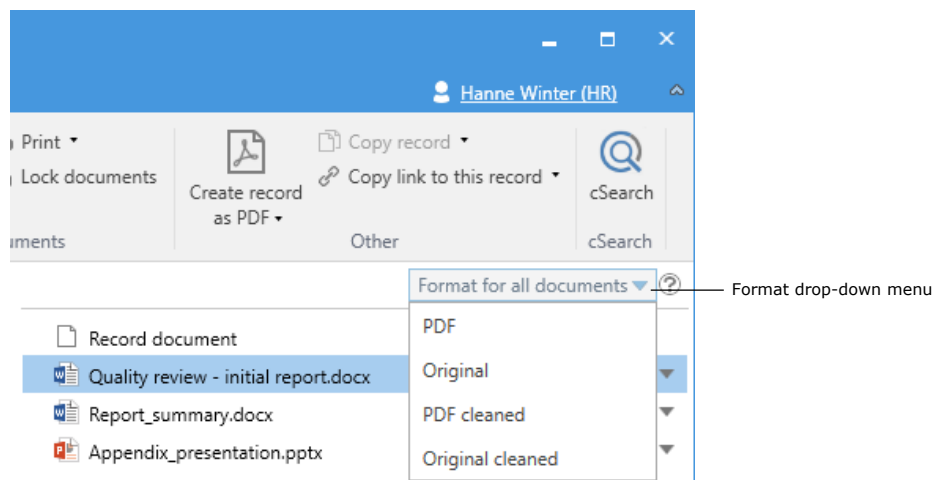 Hanne Winter (HR)
Print
Copy record
Lock documents
Copy link to this record
Create record
as PDF
cSearch
Other
cSearch
Format for all documents
?
Format drop-down menu
PDF
Record document
Original
Quality review - initial report.docx
PDF cleaned
Report_summary.docx
Appendix_presentation.pptx
Original cleaned